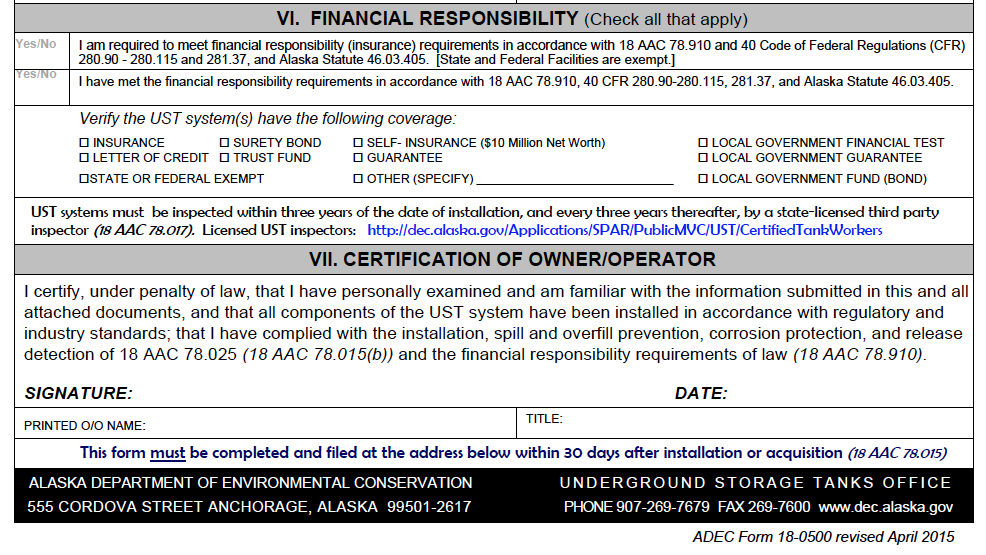 VI. FINANCIAL RESPONSIBILITY (Check all that apply)
Yes/No
I am required to meet financial responsibility (insurance) requirements in accordance with 18 AAC 78.910 and 40 Code of Federal Regulations (CFR)
280.90 - 280.115 and 281.37, and Alaska Statute 46.03.405. [State and Federal Facilities are exempt.]
Yes/No
I have met the financial responsibility requirements in accordance with 18 AAC 78.910, 40 CFR 280.90-280.115, 281.37, and Alaska Statute 46.03.405.
Verify the UST system(s) have the following coverage:
☐ INSURANCE ☐ SURETY BOND ☐ SELF- INSURANCE ($10 Million Net Worth) ☐ LOCAL GOVERNMENT FINANCIAL TEST
☐ LETTER OF CREDIT ☐ TRUST FUND ☐ GUARANTEE ☐ LOCAL GOVERNMENT GUARANTEE
☐STATE OR FEDERAL EXEMPT ☐ OTHER (SPECIFY) ____________________________ ☐ LOCAL GOVERNMENT FUND (BOND)
UST systems must be inspected within three years of the date of installation, and every three years thereafter, by a state-licensed third party
inspector (18 AAC 78.017). Licensed UST inspectors: http://dec.alaska.gov/Applications/SPAR/PublicMVC/UST/CertifiedTankWorkers
VII. CERTIFICATION OF OWNER/OPERATOR
I certify, under penalty of law, that I have personally examined and am familiar with the information submitted in this and all
attached documents, and that all components of the UST system have been installed in accordance with regulatory and
industry standards; that I have complied with the installation, spill and overfill prevention, corrosion protection, and release
detection of 18 AAC 78.025 (18 AAC 78.015(b)) and the financial responsibility requirements of law (18 AAC 78.910).
SIGNATURE: DATE:
PRINTED O/O NAME: TITLE:
This form must be completed and filed at the address below within 30 days after installation or acquisition (18 AAC 78.015)
ALASKA DEPARTMENT OF ENVIRONMENTAL CONSERVATION UNDERGROUND STORAGE TANKS OFFICE
555 CORDOVA STREET ANCHORAGE, ALASKA 99501-2617 PHONE 907-269-7679 FAX 269-7600 www.dec.alaska.gov
ADEC Form 18-0500 revised April 2015